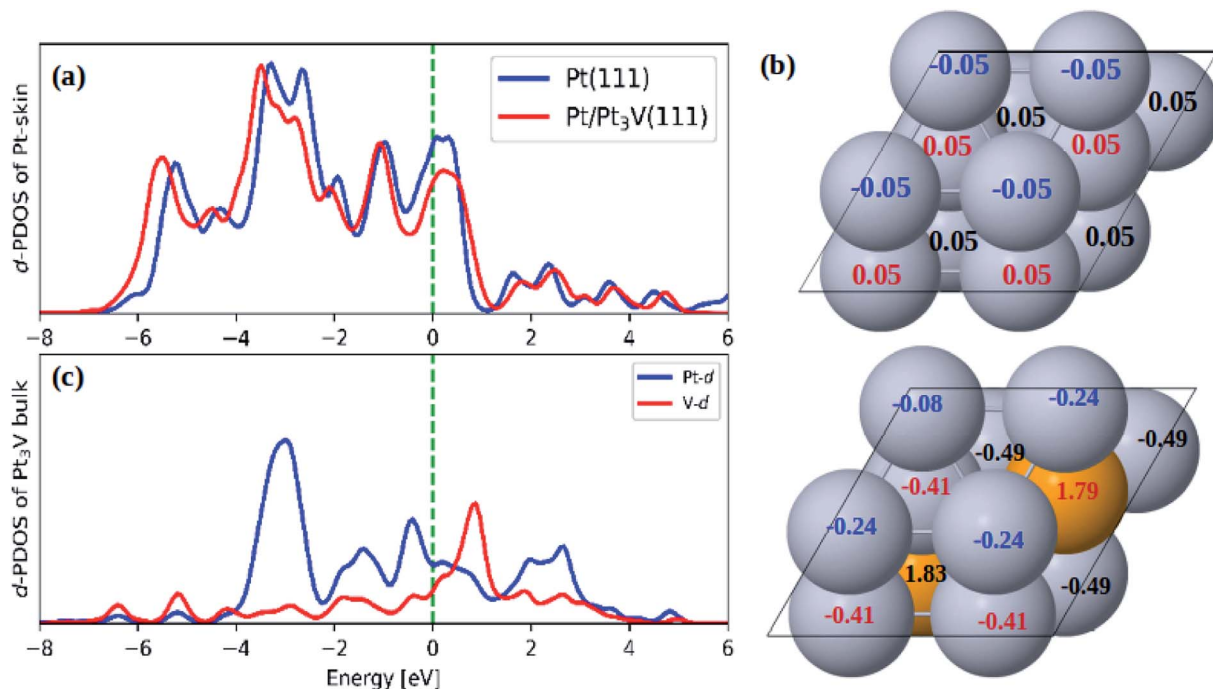 (a)
Pt(111)
Pt/Pt₃V(111)
d-PDOS of Pt-skin
−8 −6 −4 −2 0 2 4 6
(b)
-0.05 -0.05
0.05 0.05
0.05 0.05
-0.05 -0.05
0.05 0.05
0.05 0.05
(c)
Pt-d
V-d
d-PDOS of Pt₃V bulk
−8 −6 −4 −2 0 2 4 6
Energy [eV]
-0.08 -0.24
-0.49 -0.49
-0.41 1.79
-0.24 -0.24
1.83 -0.49
-0.41 -0.41